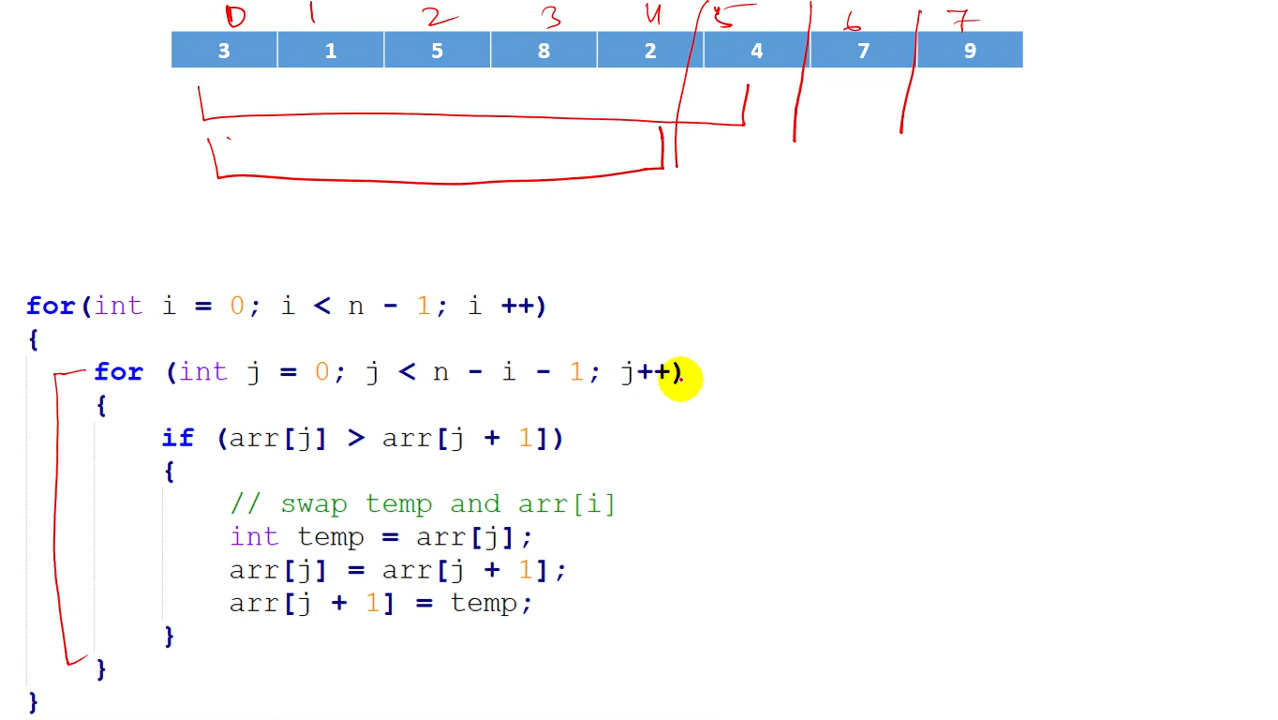 0 1 2 3 4 5 6 7
3 1 5 8 2 4 7 9
for(int i = 0; i < n - 1; i ++)
{
for (int j = 0; j < n - i - 1; j++)
{
if (arr[j] > arr[j + 1])
{
// swap temp and arr[i]
int temp = arr[j];
arr[j] = arr[j + 1];
arr[j + 1] = temp;
}
}
}